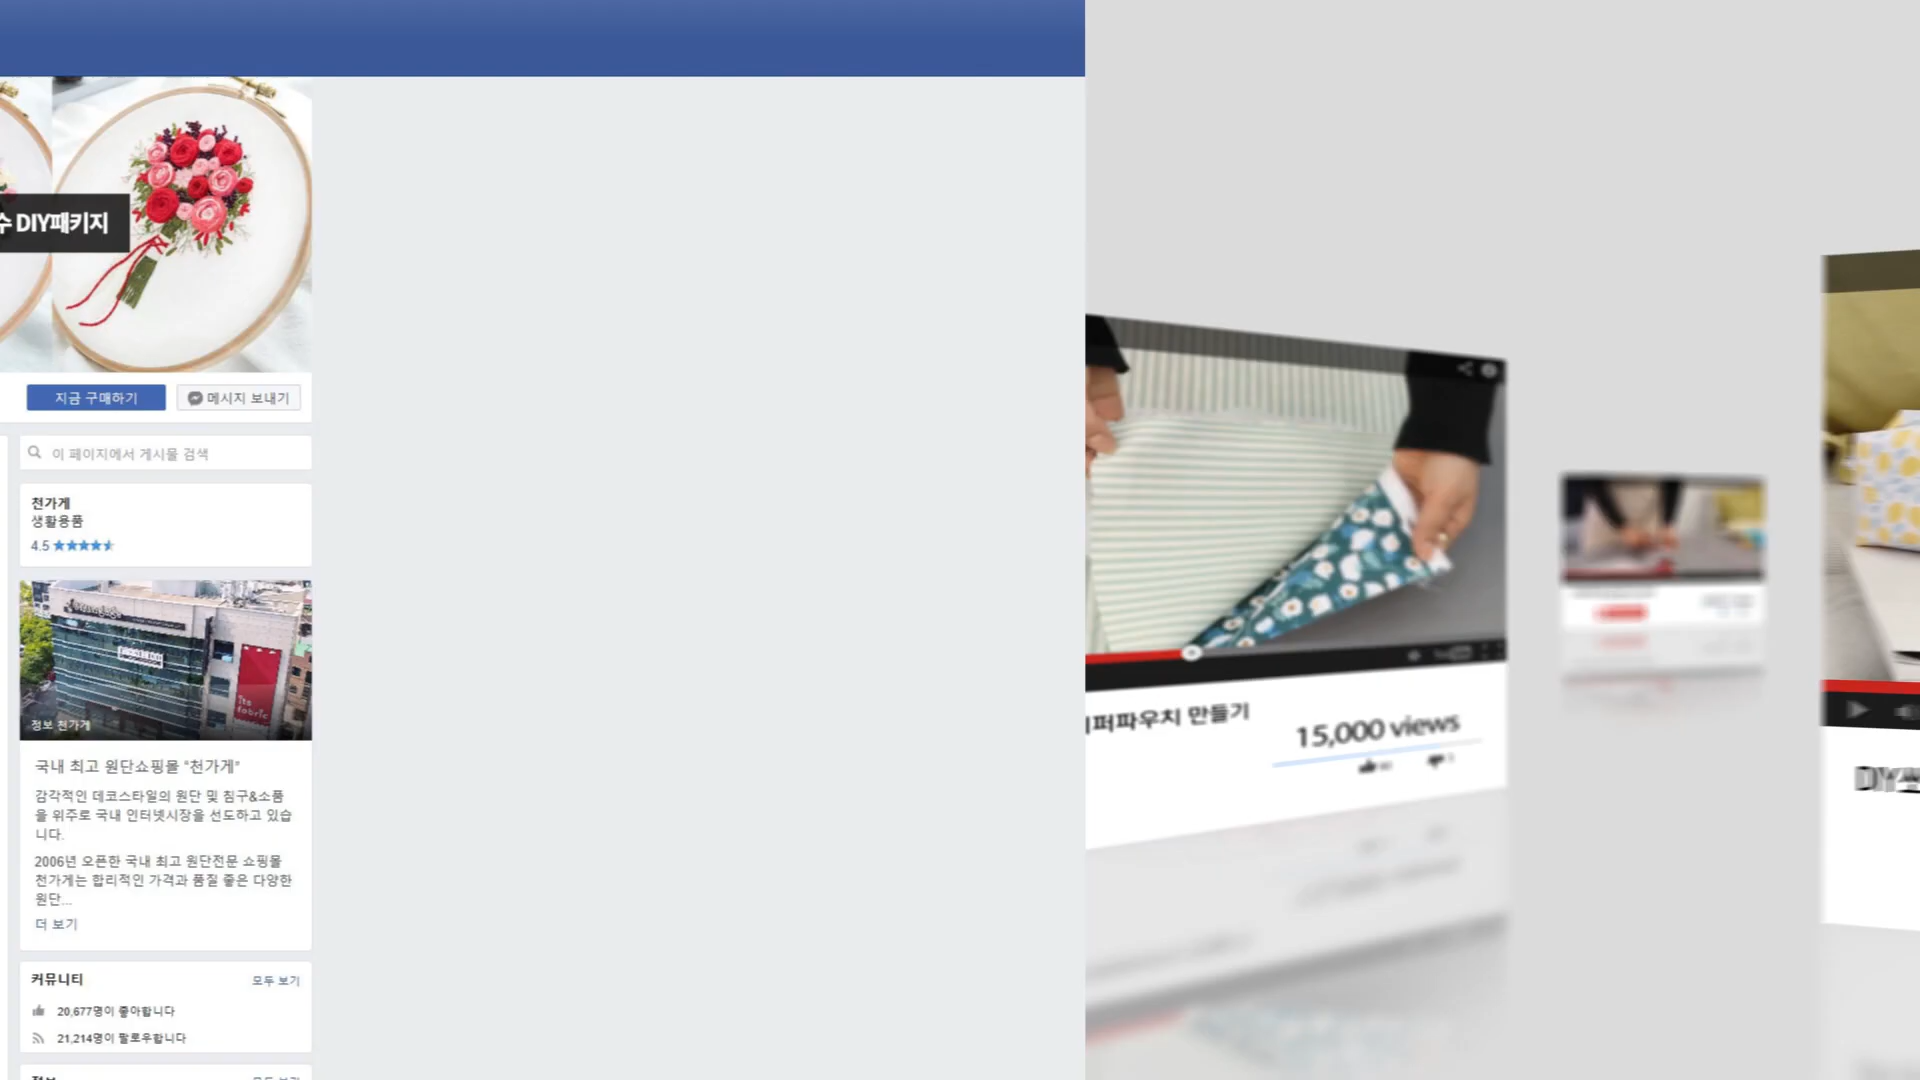 수 DIY패키지
지금 구매하기
메시지 보내기
이 페이지에서 게시물 검색
천가게
생활용품
4.5
its
fabric
정보 천가게
국내 최고 원단쇼핑몰 “천가게”
감각적인 데코스타일의 원단 및 침구&소품
을 위주로 국내 인터넷시장을 선도하고 있습
니다.
2006년 오픈한 국내 최고 원단전문 쇼핑몰
천가게는 합리적인 가격과 품질 좋은 다양한
원단...
더 보기
커뮤니티
모두 보기
20,677명이 좋아합니다
21,214명이 팔로우합니다
정보
모두 보기
퍼파우치 만들기
15,000 views
DIY